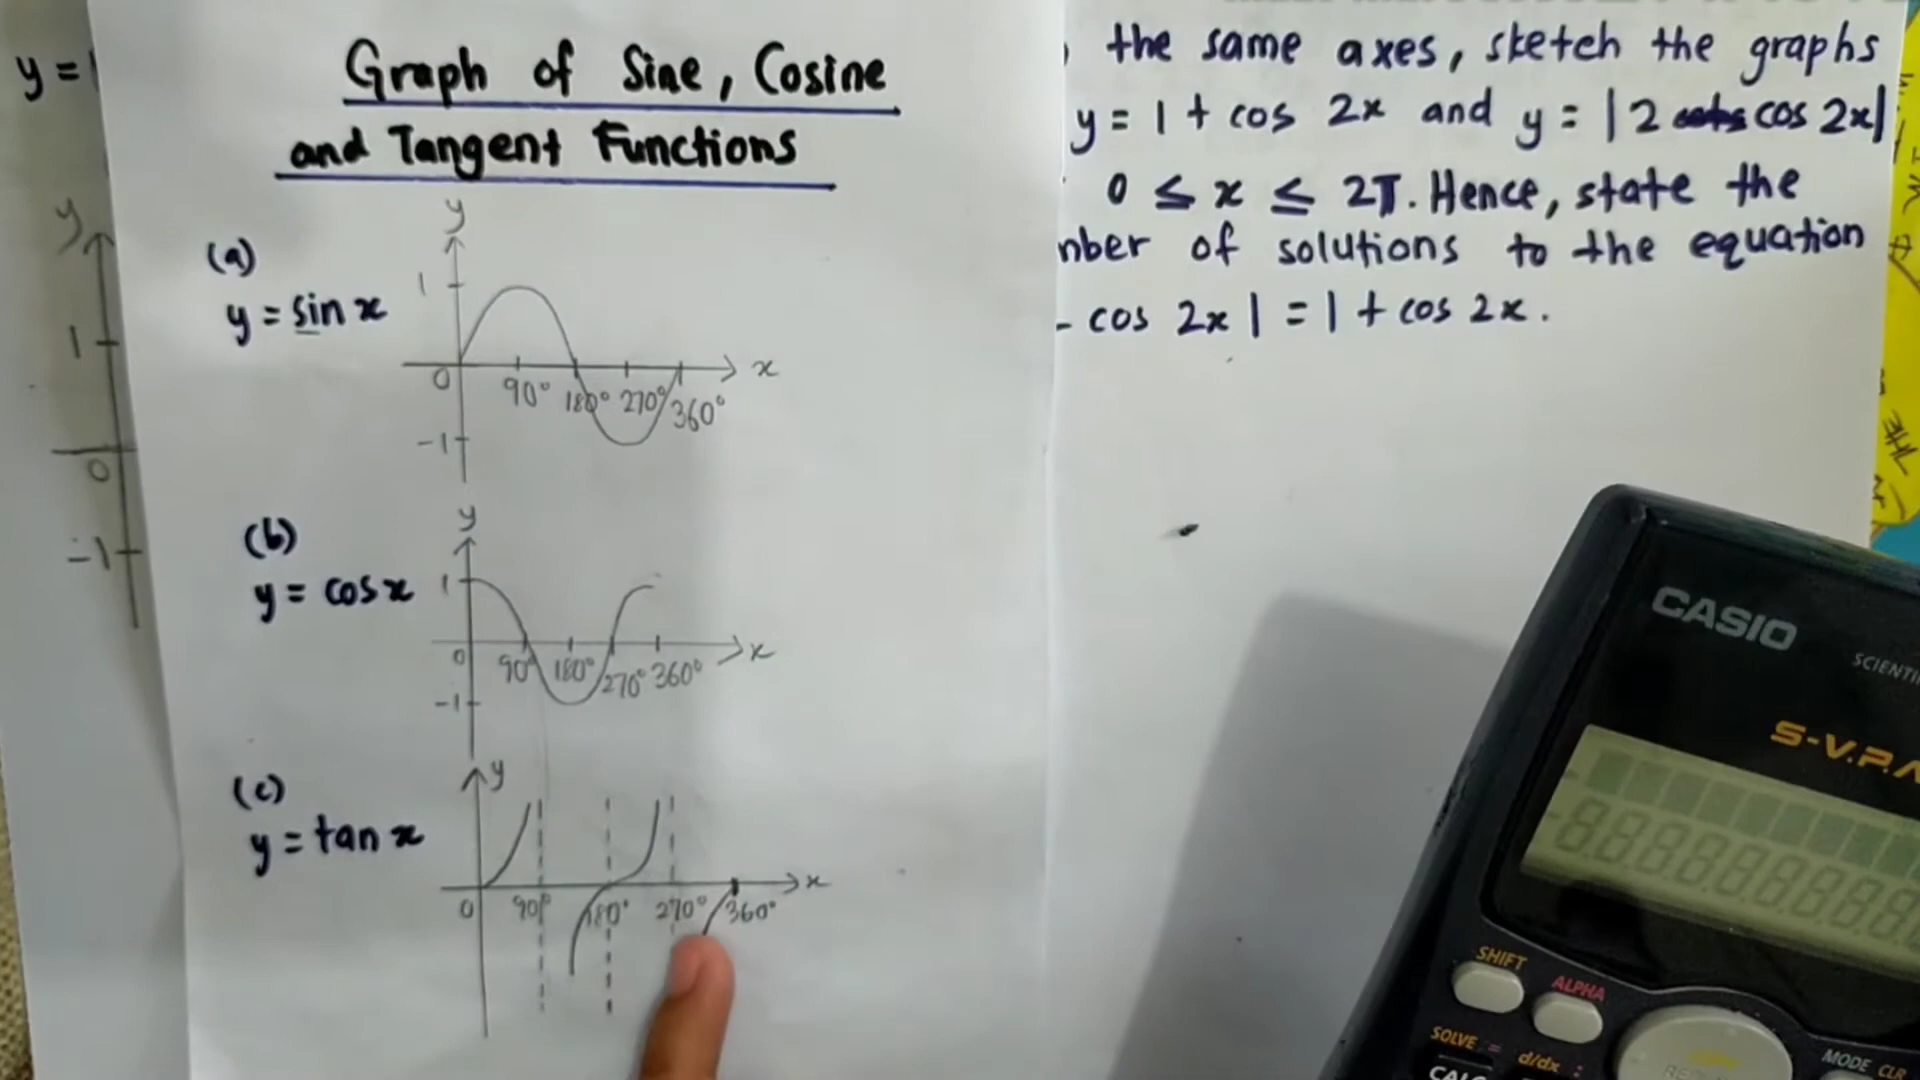 y =
Graph of Sine, Cosine
and Tangent Functions
(a)
y = sin x
y
1
0
90° 180° 270° 360°
x
-1
(b)
y = cos x
y
1
0
90° 180° 270° 360°
x
-1
(c)
y = tan x
y
0
90° 180° 270° 360°
x
y
1
0
-1
the same axes, sketch the graphs
y = 1 + cos 2x and y = |2 cos 2x|
0 ≤ x ≤ 2π. Hence, state the
nber of solutions to the equation
- cos 2x | = 1 + cos 2x.
CASIO
SCIENTI
S-V.P.A
SHIFT
ALPHA
SOLVE =
d/dx :
CALC
MODE CLR